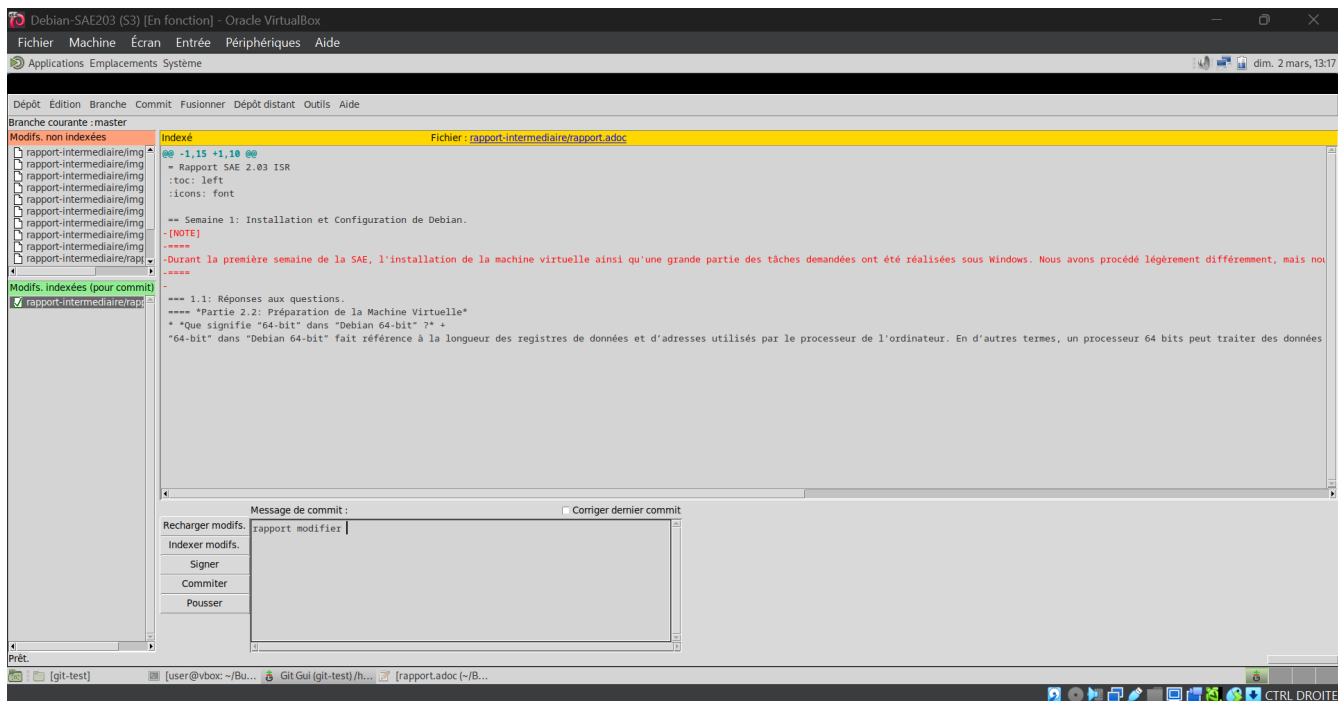 Debian-SAE203 (S3) [En fonction] - Oracle VirtualBox
Fichier Machine Écran Entrée Périphériques Aide
Applications Emplacements Système dim. 2 mars, 13:17
Dépôt Édition Branche Commit Fusionner Dépôt distant Outils Aide
Branche courante : master
Modifs. non indexées
rapport-intermediaire/img
rapport-intermediaire/img
rapport-intermediaire/img
rapport-intermediaire/img
rapport-intermediaire/img
rapport-intermediaire/img
rapport-intermediaire/img
rapport-intermediaire/img
rapport-intermediaire/img
rapport-intermediaire/rapp
Modifs. indexées (pour commit)
rapport-intermediaire/rapp
Indexé Fichier : rapport-intermediaire/rapport.adoc
@@ -1,15 +1,10 @@
= Rapport SAE 2.03 ISR
:toc: left
:icons: font
== Semaine 1: Installation et Configuration de Debian.
-[NOTE]
-====
-Durant la première semaine de la SAE, l'installation de la machine virtuelle ainsi qu'une grande partie des tâches demandées ont été réalisées sous Windows. Nous avons procédé légèrement différemment, mais nou
-====
-
=== 1.1: Réponses aux questions.
==== *Partie 2.2: Préparation de la Machine Virtuelle*
* *Que signifie “64-bit” dans “Debian 64-bit” ?* +
“64-bit” dans “Debian 64-bit” fait référence à la longueur des registres de données et d’adresses utilisés par le processeur de l'ordinateur. En d’autres termes, un processeur 64 bits peut traiter des données
Message de commit : Corriger dernier commit
Recharger modifs.
Indexer modifs.
Signer
Commiter
Pousser
rapport modifier
Prêt.
[git-test] [user@vbox: ~/Bu... Git Gui (git-test) /h... [rapport.adoc (~/B...
CTRL DROITE